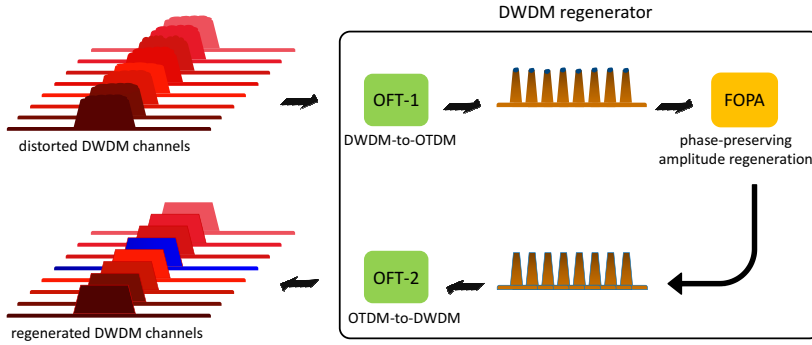 DWDM regenerator
OFT-1
FOPA
DWDM-to-OTDM
phase-preserving
amplitude regeneration
distorted DWDM channels
OFT-2
OTDM-to-DWDM
regenerated DWDM channels